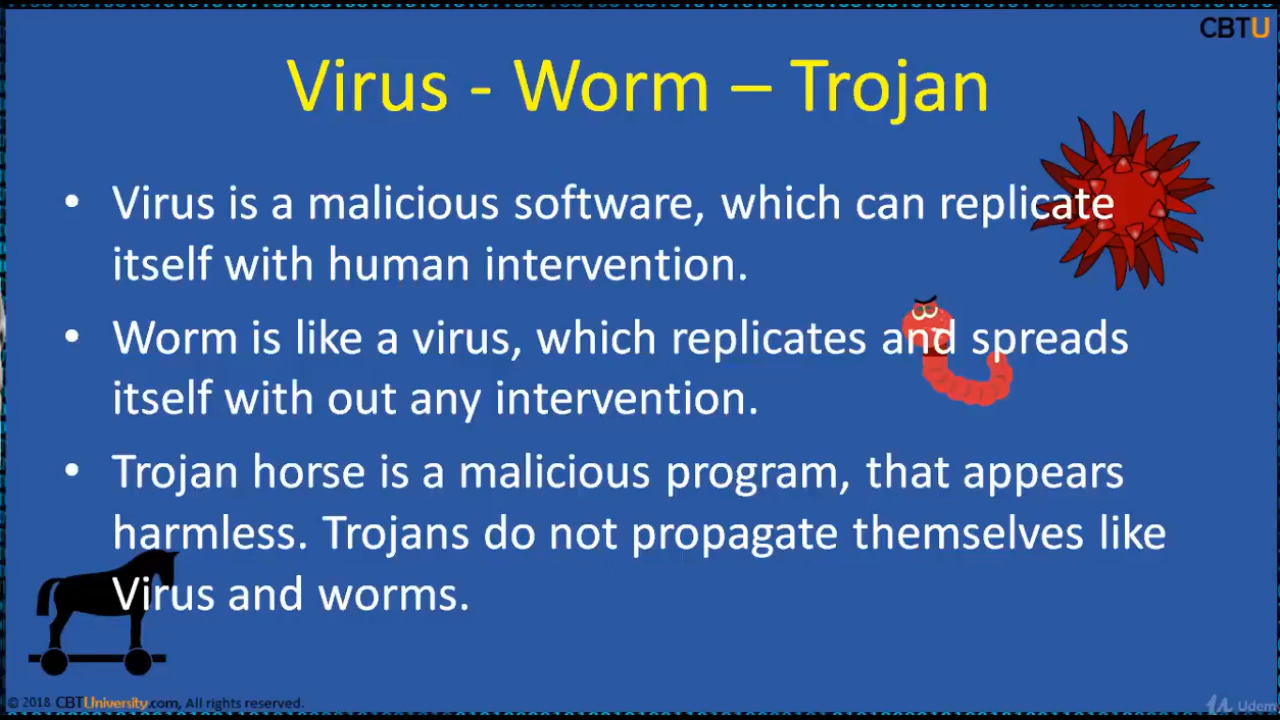 CBTU
Virus - Worm – Trojan
• Virus is a malicious software, which can replicate
itself with human intervention.
• Worm is like a virus, which replicates and spreads
itself with out any intervention.
• Trojan horse is a malicious program, that appears
harmless. Trojans do not propagate themselves like
Virus and worms.
© 2018 CBTUniversity.com, All rights reserved.